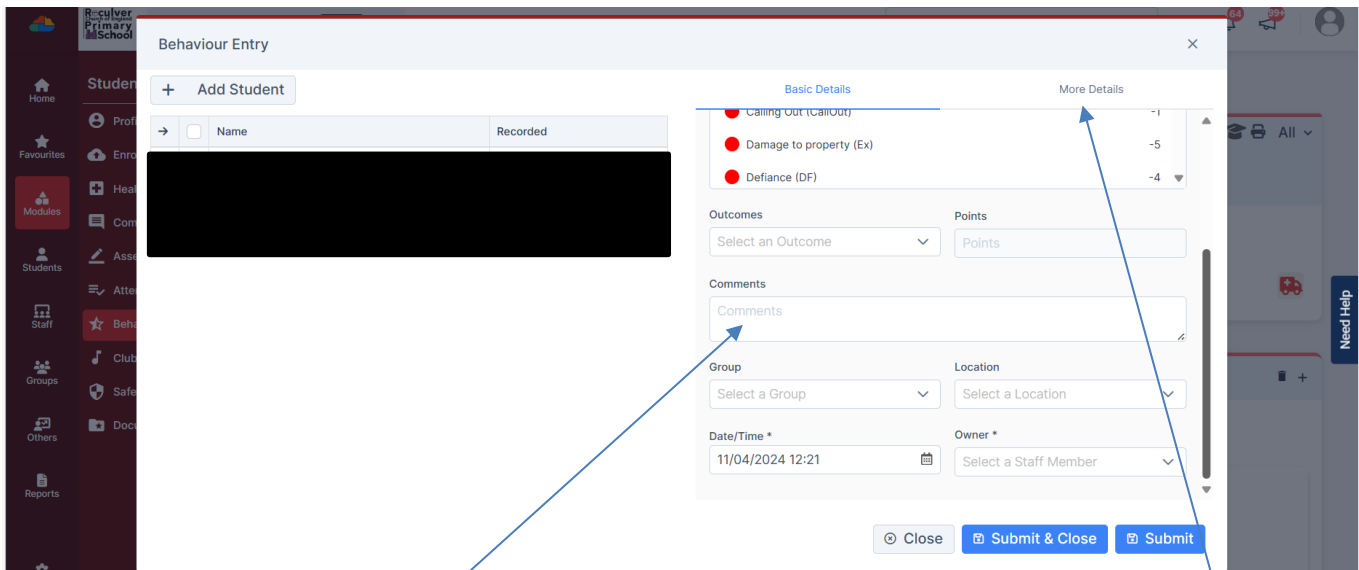 Reculver
Church of England
Primary
School
64
99+
Behaviour Entry
×
Home
Favourites
Modules
Students
Staff
Groups
Others
Reports
Studen
Profi
Enro
Heal
Com
Asse
Atte
Beha
Club
Safe
Docu
+ Add Student
→ Name Recorded
Basic Details More Details
Calling Out (CallOut) -1
Damage to property (Ex) -5
Defiance (DF) -4
Outcomes Points
Select an Outcome Points
Comments
Comments
Group Location
Select a Group Select a Location
Date/Time * Owner *
11/04/2024 12:21 Select a Staff Member
Close Submit & Close Submit
All
Need Help
+